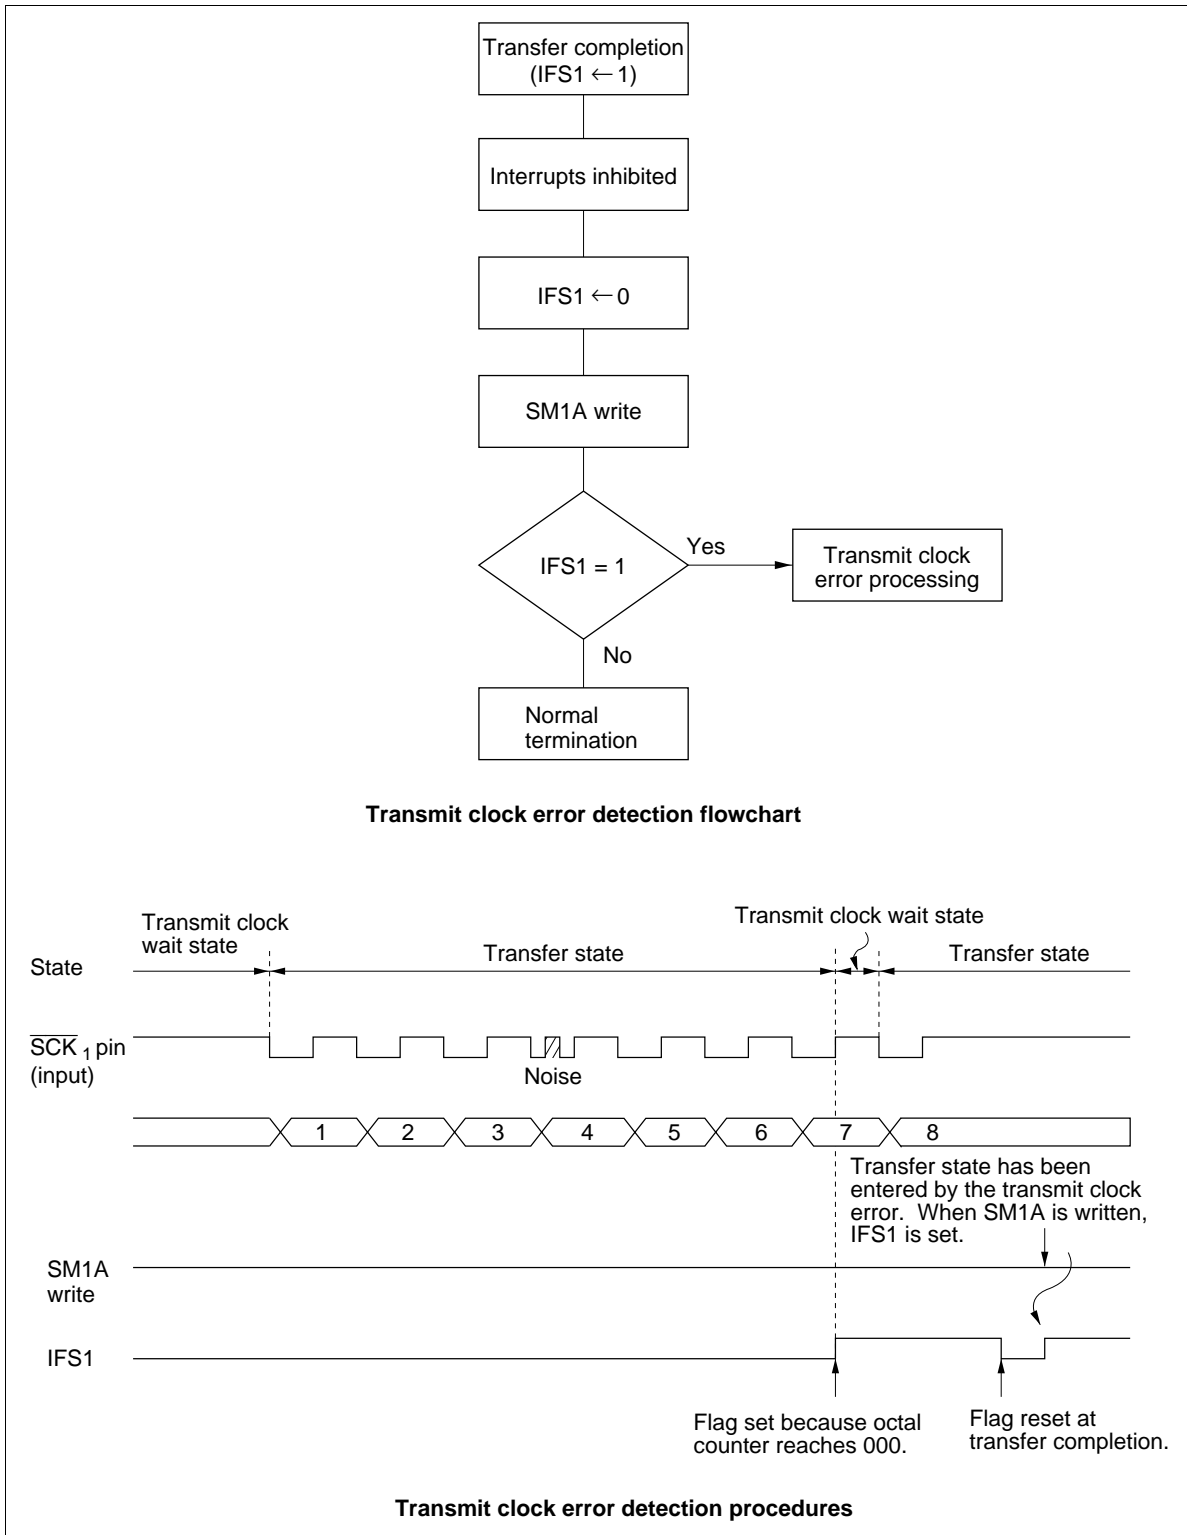 Transfer completion
(IFS1 ← 1)
Interrupts inhibited
IFS1 ← 0
SM1A write
IFS1 = 1
Yes
Transmit clock
error processing
No
Normal
termination
Transmit clock error detection flowchart
Transmit clock
wait state
Transmit clock wait state
State
Transfer state
Transfer state
SCK 1 pin
(input)
Noise
1 2 3 4 5 6 7 8
Transfer state has been
entered by the transmit clock
error. When SM1A is written,
IFS1 is set.
SM1A
write
IFS1
Flag set because octal
counter reaches 000.
Flag reset at
transfer completion.
Transmit clock error detection procedures